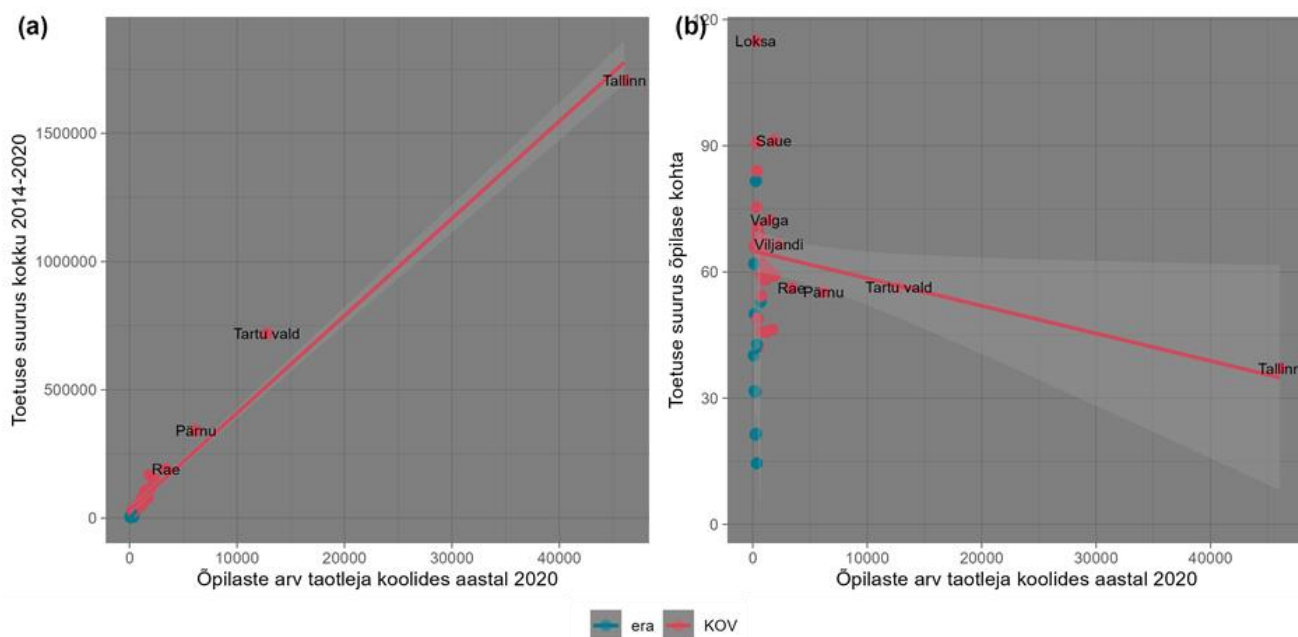 (a)
Toetuse suurus kokku 2014-2020
1500000
1000000
500000
0
Tallinn
Tartu vald
Pärnu
Rae
0 10000 20000 30000 40000
Õpilaste arv taotleja koolides aastal 2020
(b)
Toetuse suurus õpilase kohta
120
90
60
30
0
Loksa
Saue
Valga
Viljandi
Rae Pärnu Tartu vald
Tallinn
0 10000 20000 30000 40000
Õpilaste arv taotleja koolides aastal 2020
era KOV